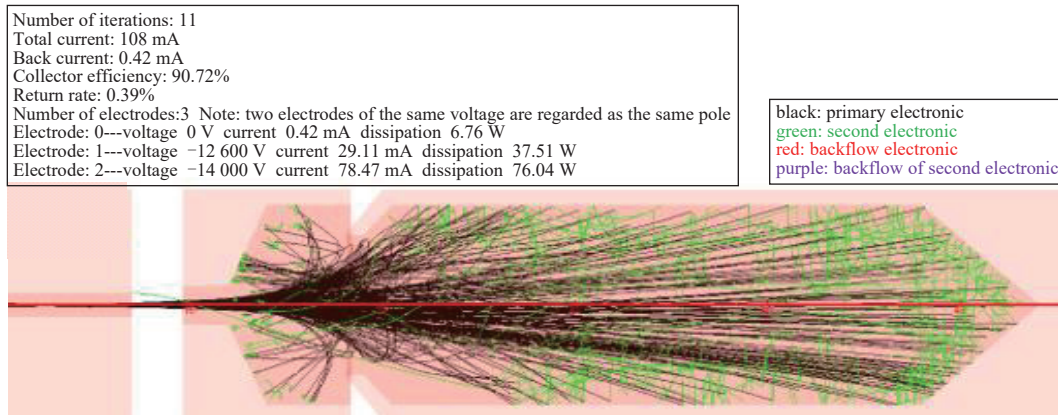 Number of iterations: 11
Total current: 108 mA
Back current: 0.42 mA
Collector efficiency: 90.72%
Return rate: 0.39%
Number of electrodes:3 Note: two electrodes of the same voltage are regarded as the same pole
Electrode: 0---voltage 0 V current 0.42 mA dissipation 6.76 W
Electrode: 1---voltage −12 600 V current 29.11 mA dissipation 37.51 W
Electrode: 2---voltage −14 000 V current 78.47 mA dissipation 76.04 W
black: primary electronic
green: second electronic
red: backflow electronic
purple: backflow of second electronic